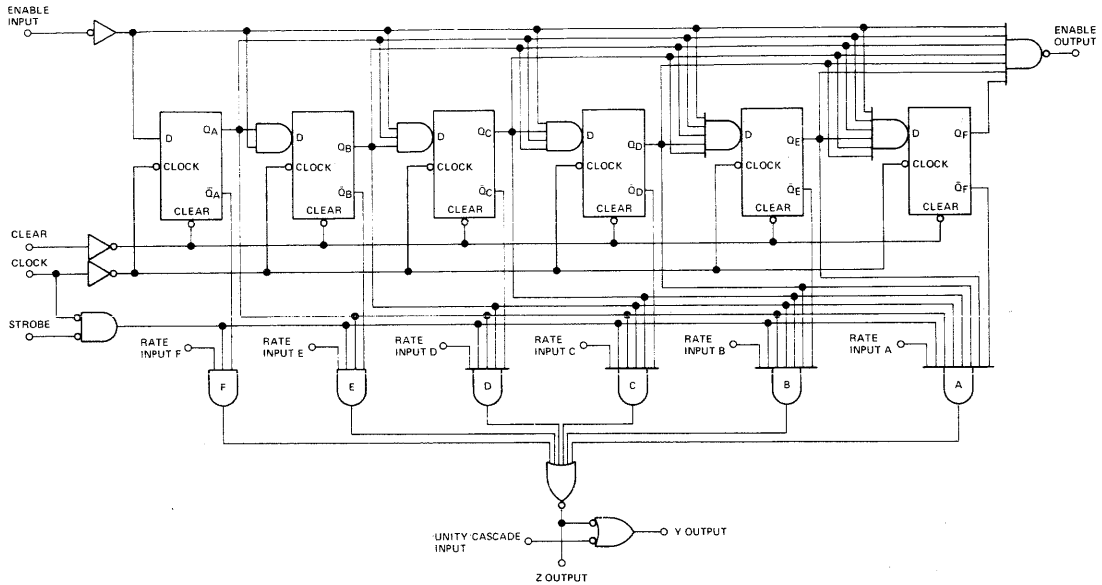 ENABLE
INPUT
ENABLE
OUTPUT
D
QA
CLOCK
Q̄A
CLEAR
D
QB
CLOCK
Q̄B
CLEAR
D
QC
CLOCK
Q̄C
CLEAR
D
QD
CLOCK
Q̄D
CLEAR
D
QE
CLOCK
Q̄E
CLEAR
D
QF
CLOCK
Q̄F
CLEAR
CLEAR
CLOCK
STROBE
RATE
INPUT F
RATE
INPUT E
RATE
INPUT D
RATE
INPUT C
RATE
INPUT B
RATE
INPUT A
F
E
D
C
B
A
UNITY CASCADE
INPUT
Y OUTPUT
Z OUTPUT